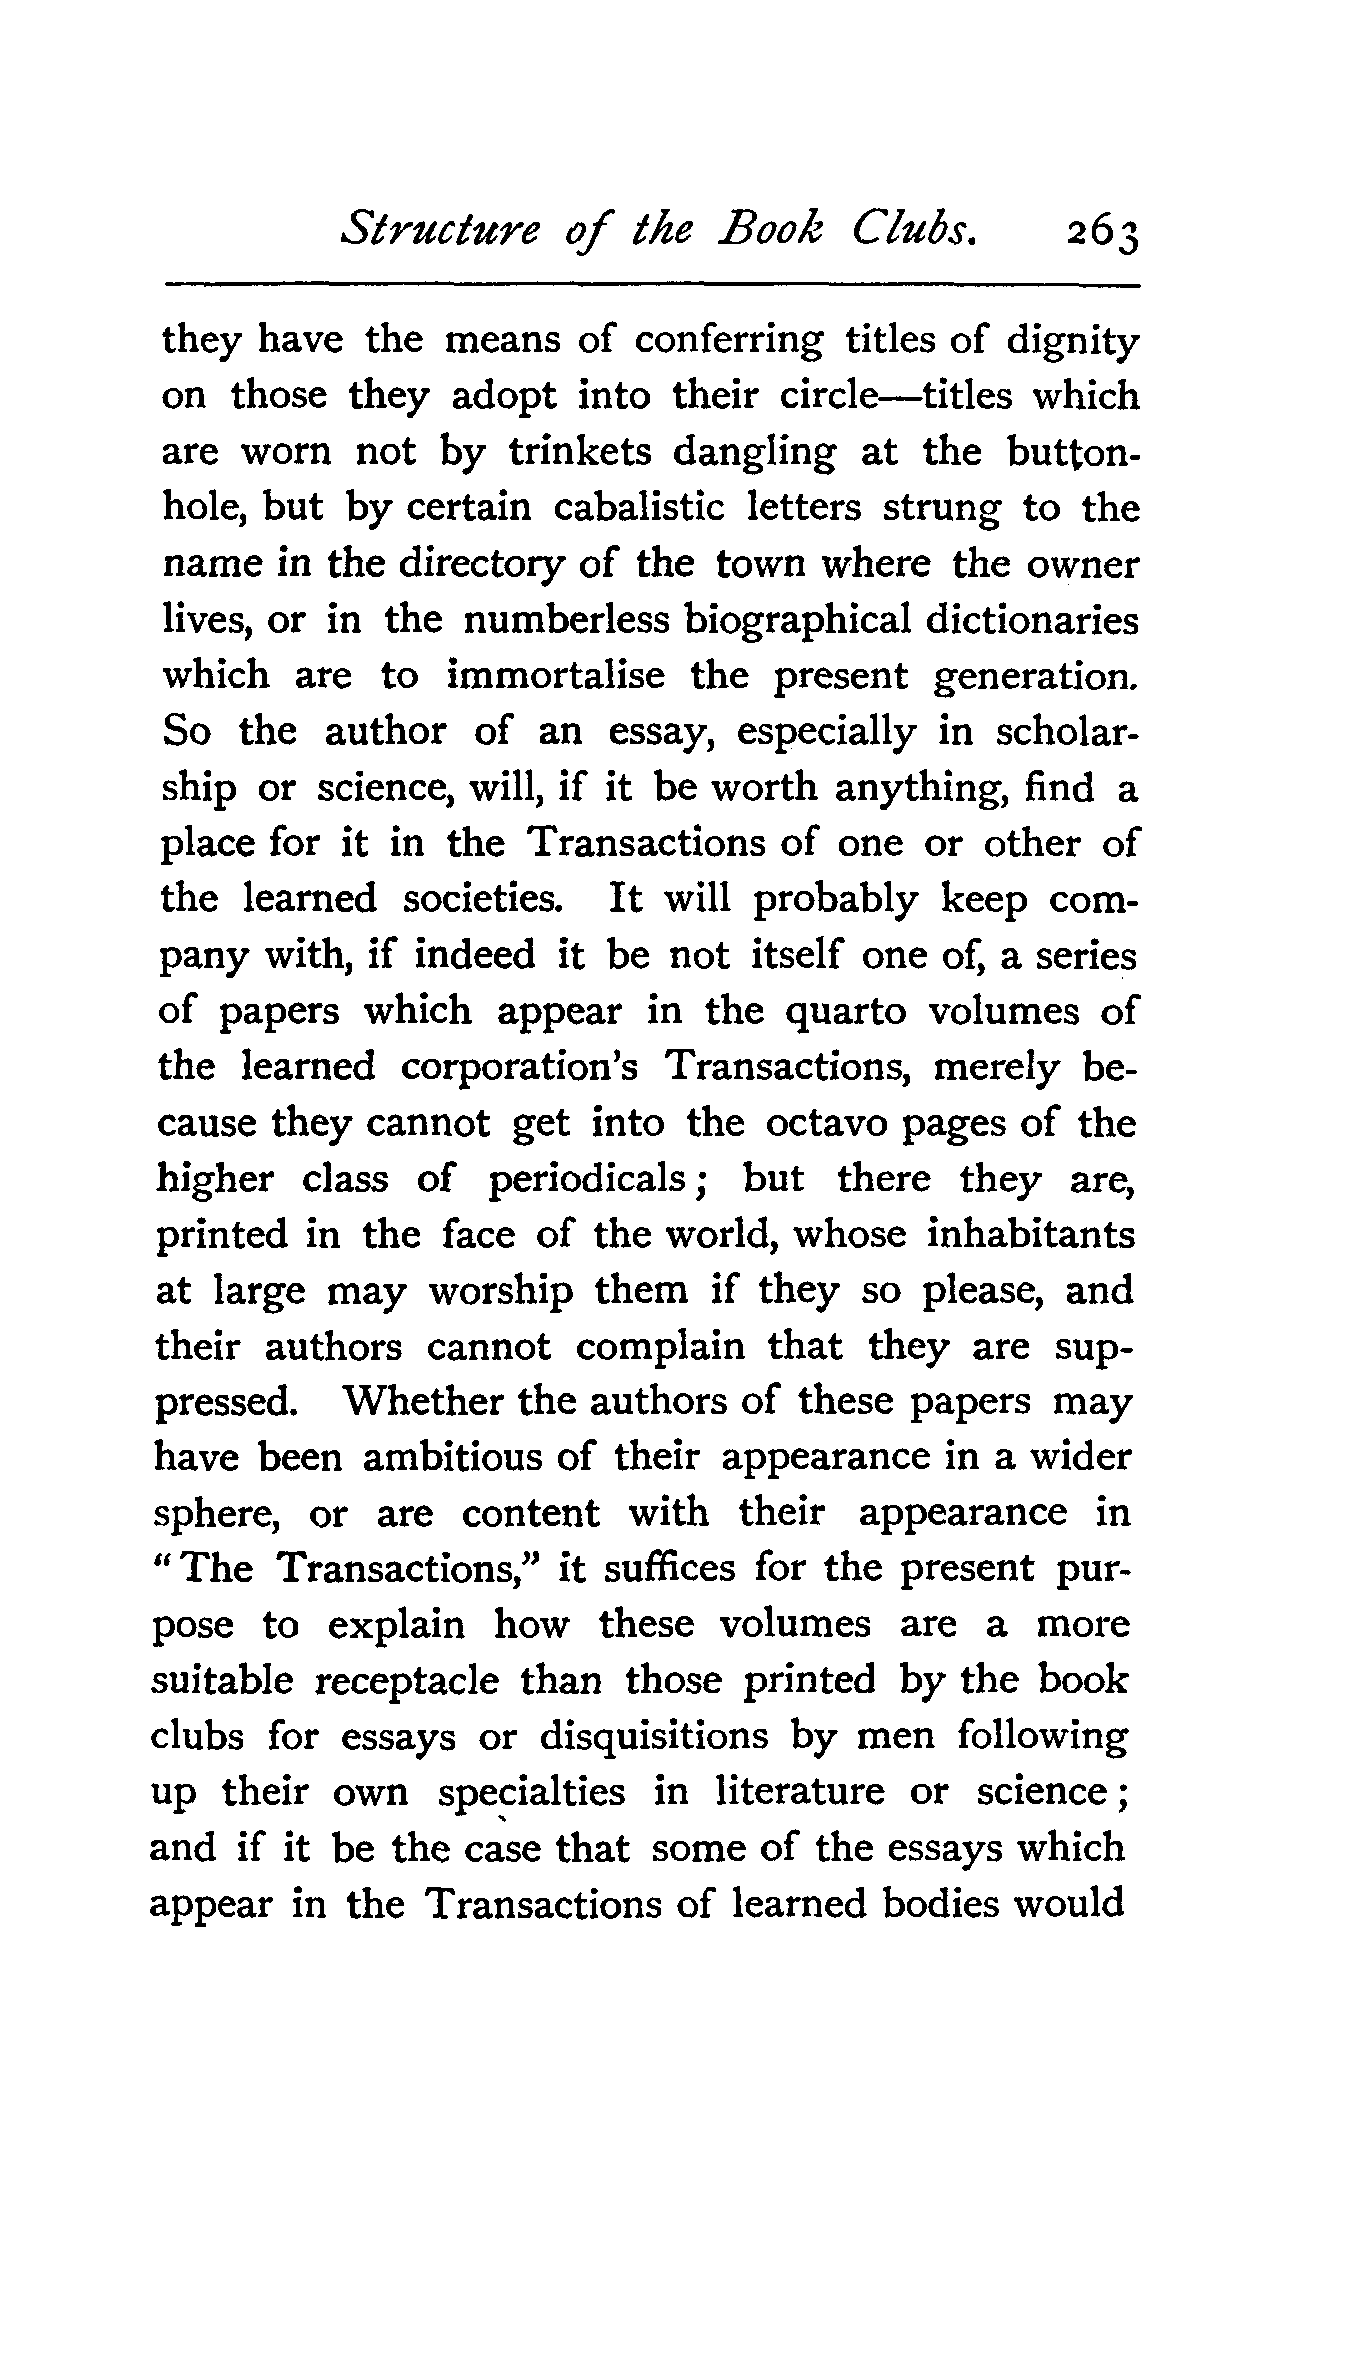 Structure of the Book Clubs. 263
they have the means of conferring titles of dignity
on those they adopt into their circle—titles which
are worn not by trinkets dangling at the button-
hole, but by certain cabalistic letters strung to the
name in the directory of the town where the owner
lives, or in the numberless biographical dictionaries
which are to immortalise the present generation.
So the author of an essay, especially in scholar-
ship or science, will, if it be worth anything, find a
place for it in the Transactions of one or other of
the learned societies. It will probably keep com-
pany with, if indeed it be not itself one of, a series
of papers which appear in the quarto volumes of
the learned corporation's Transactions, merely be-
cause they cannot get into the octavo pages of the
higher class of periodicals; but there they are,
printed in the face of the world, whose inhabitants
at large may worship them if they so please, and
their authors cannot complain that they are sup-
pressed. Whether the authors of these papers may
have been ambitious of their appearance in a wider
sphere, or are content with their appearance in
"The Transactions," it suffices for the present pur-
pose to explain how these volumes are a more
suitable receptacle than those printed by the book
clubs for essays or disquisitions by men following
up their own specialties in literature or science;
and if it be the case that some of the essays which
appear in the Transactions of learned bodies would